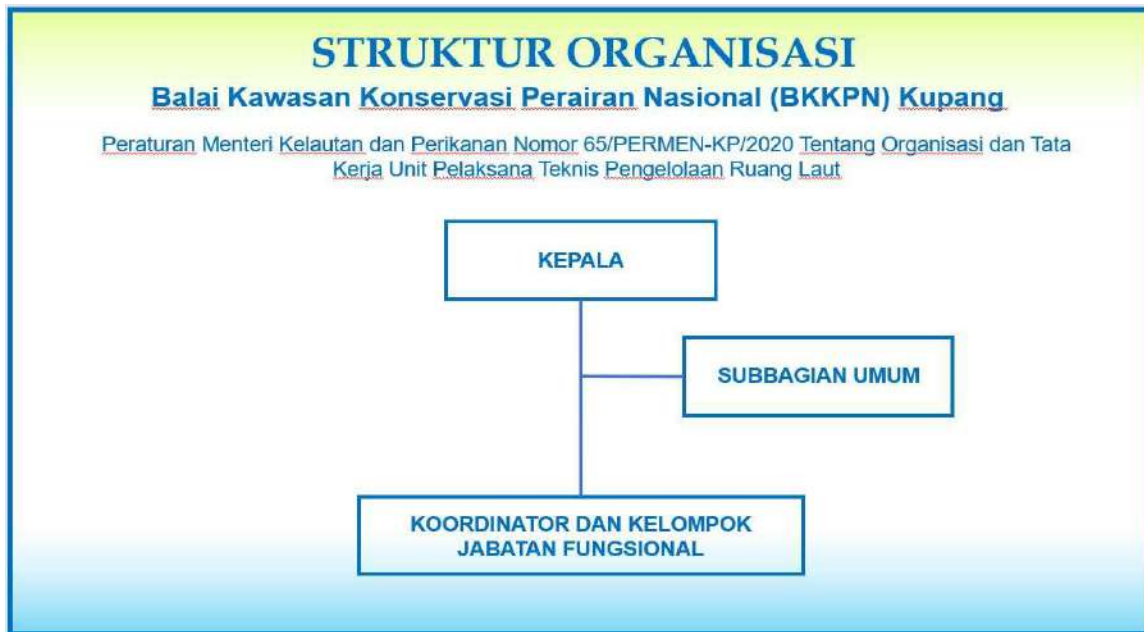 STRUKTUR ORGANISASI
Balai Kawasan Konservasi Perairan Nasional (BKKPN) Kupang
Peraturan Menteri Kelautan dan Perikanan Nomor 65/PERMEN-KP/2020 Tentang Organisasi dan Tata
Kerja Unit Pelaksana Teknis Pengelolaan Ruang Laut
KEPALA
SUBBAGIAN UMUM
KOORDINATOR DAN KELOMPOK
JABATAN FUNGSIONAL